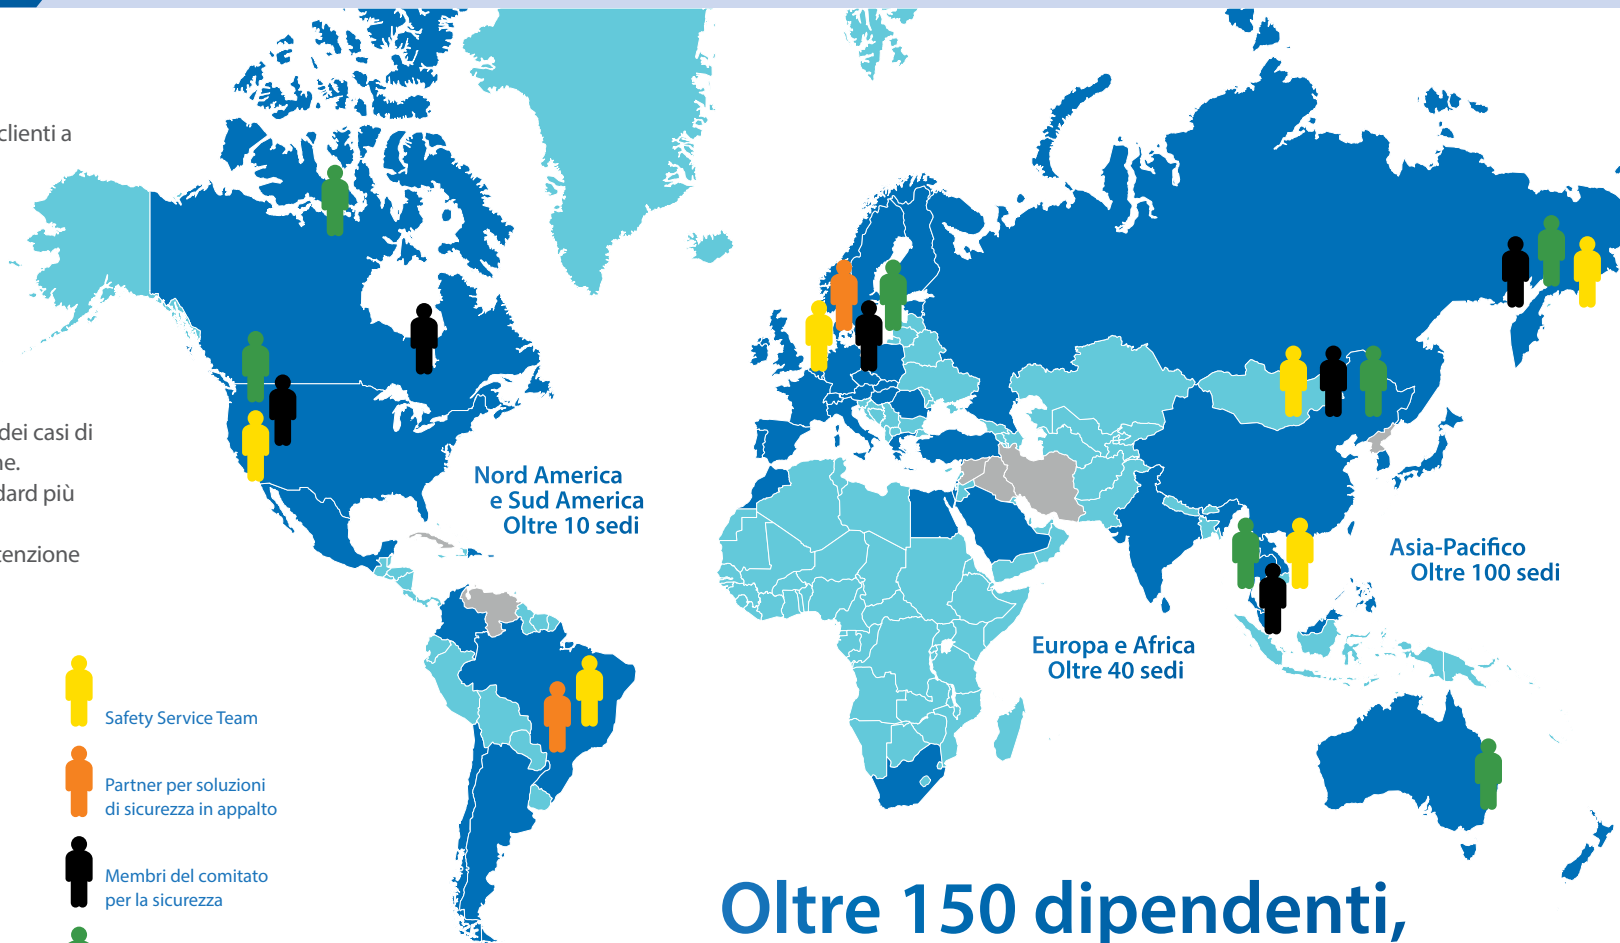 clienti a
dei casi di
ne.
dard più
tenzione
Nord America
e Sud America
Oltre 10 sedi
Asia-Pacifico
Oltre 100 sedi
Europa e Africa
Oltre 40 sedi
Safety Service Team
Partner per soluzioni
di sicurezza in appalto
Membri del comitato
per la sicurezza
Oltre 150 dipendenti,